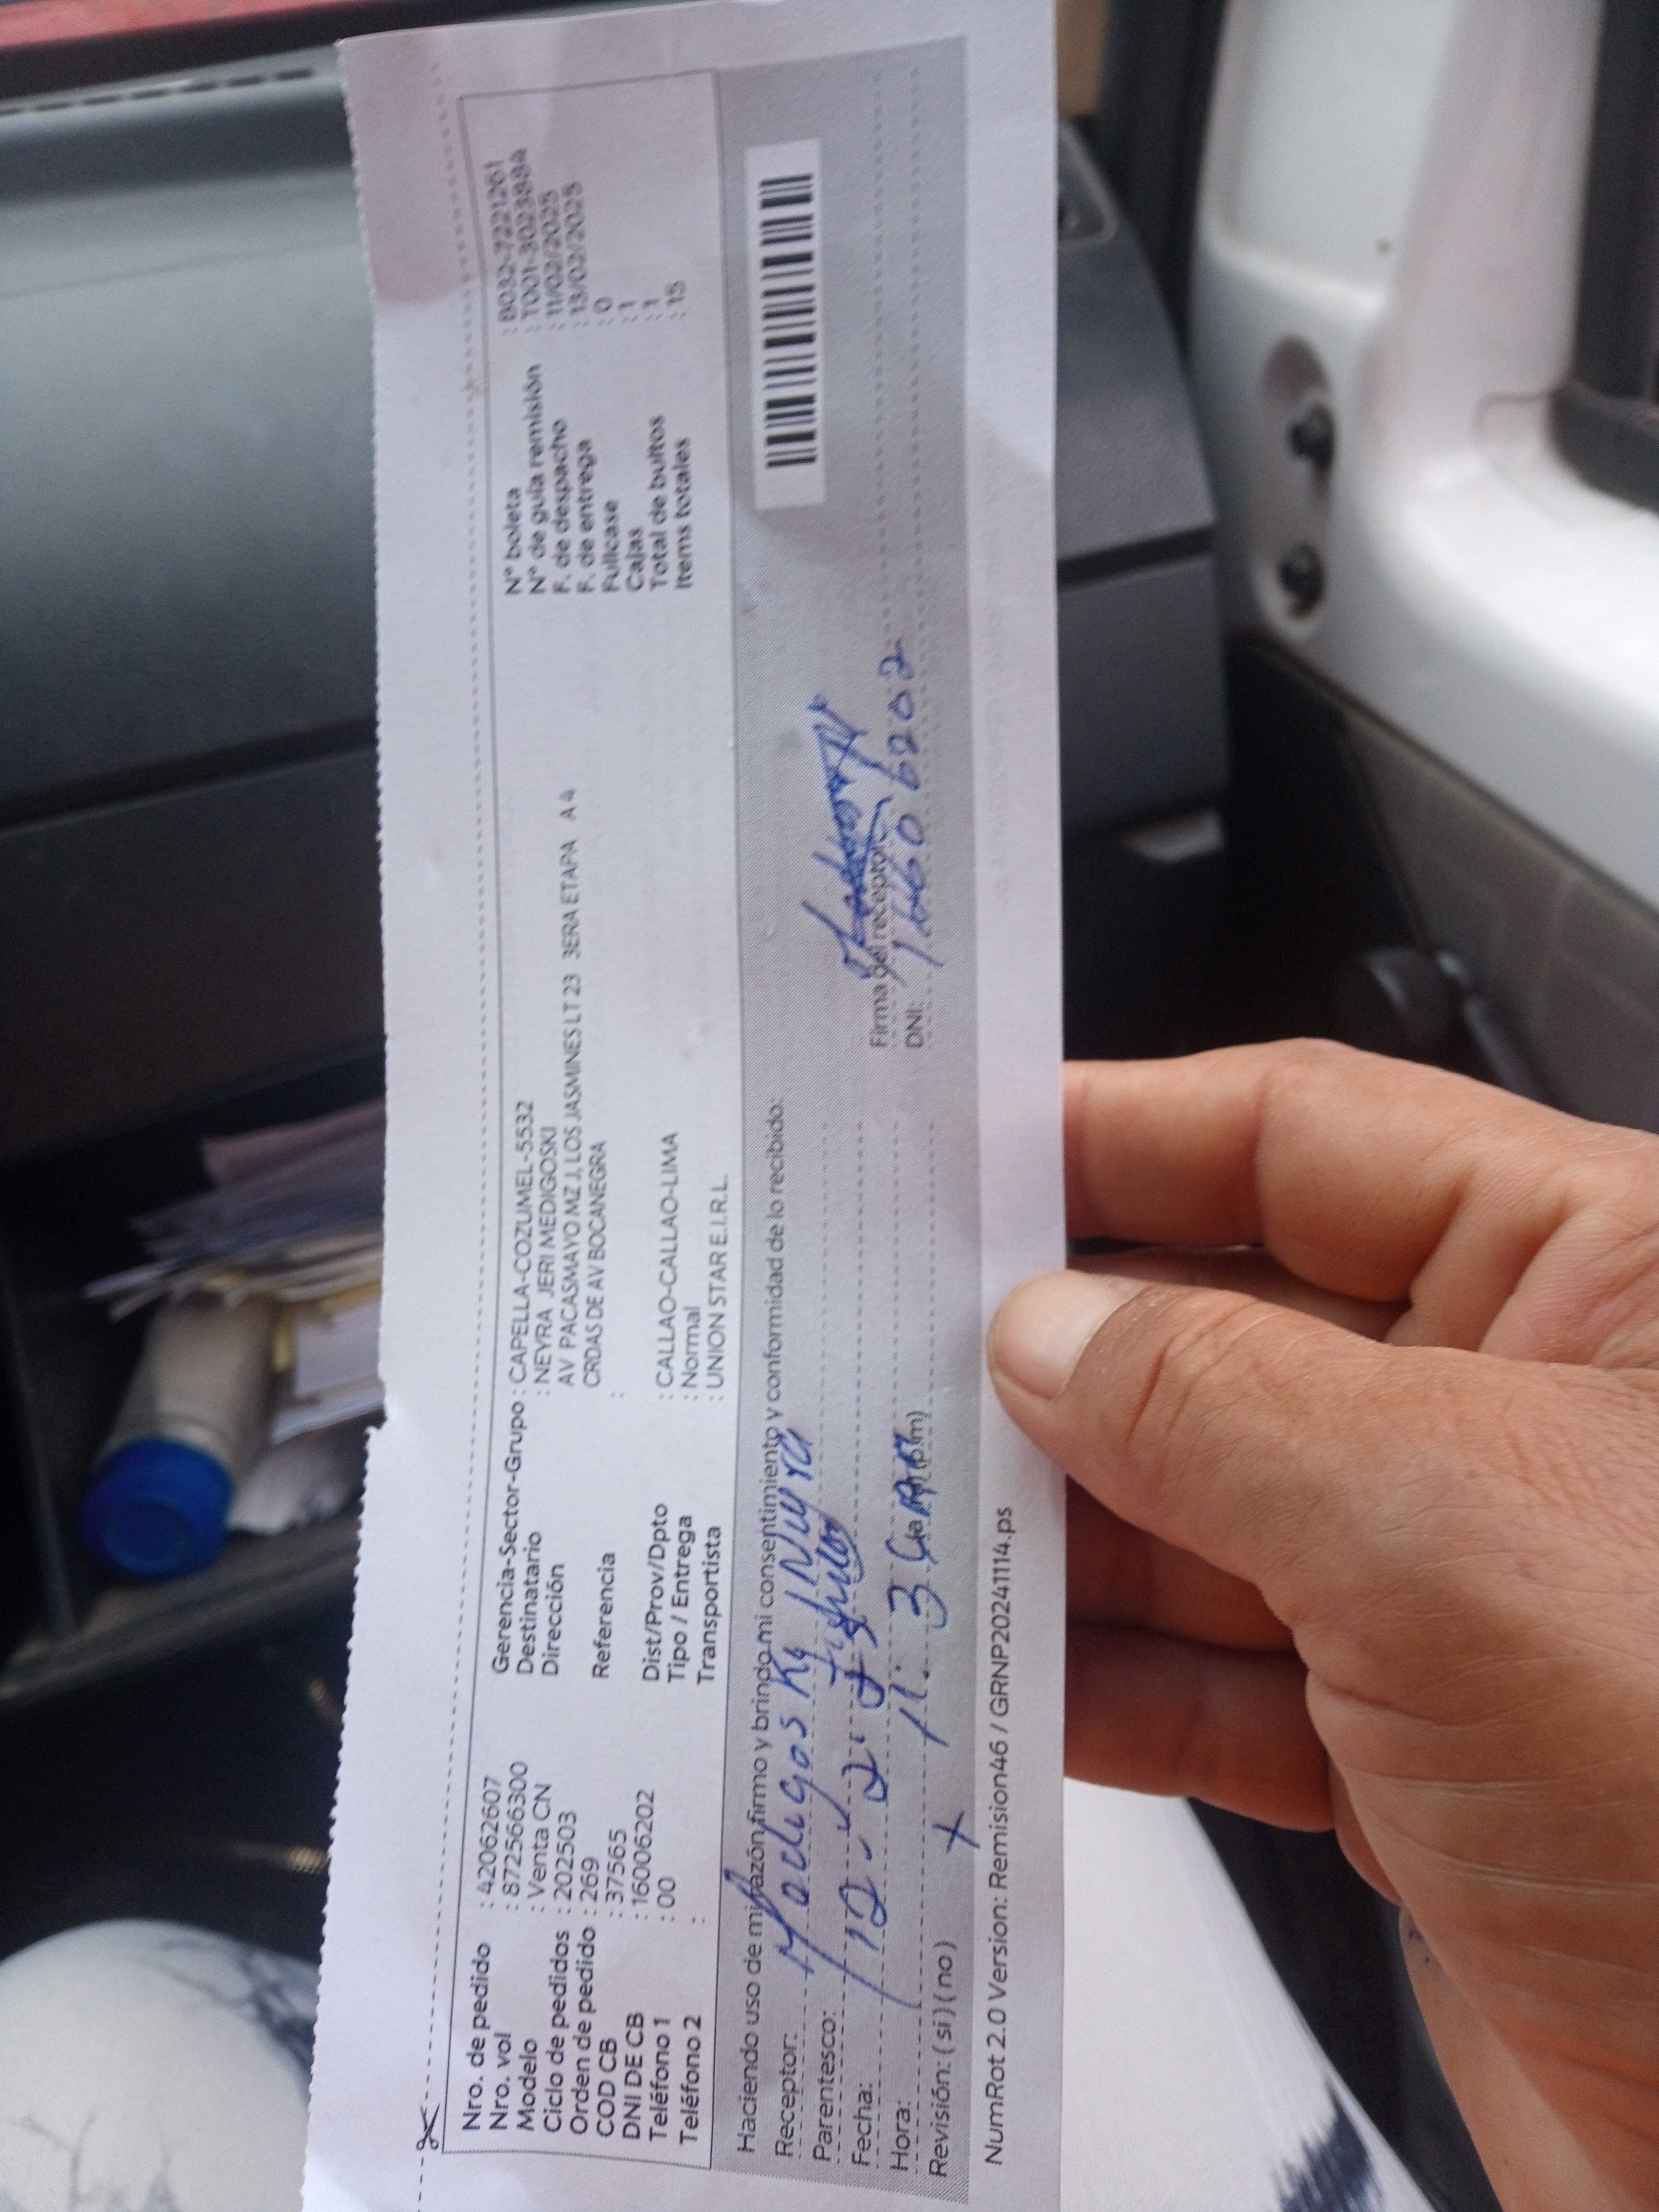 Nro. de pedido : 42062607
Nro. vol : 872566300
Modelo : Venta CN
Ciclo de pedidos : 202503
Orden de pedido : 269
COD CB : 37565
DNI DE CB : 16006202
Teléfono 1 : 00
Teléfono 2 :
Gerencia-Sector-Grupo : CAPELLA-COZUMEL-5532
Destinatario : NEYRA JERI MEDIGOSKI
Dirección AV PACASMAYO MZ J, LOS JASMINES LT 23 3ERA ETAPA A 4
CRDAS DE AV BOCANEGRA
Referencia :
Dist/Prov/Dpto : CALLAO-CALLAO-LIMA
Tipo / Entrega : Normal
Transportista : UNION STAR E.I.R.L.
N° boleta : B032-7221261
N° de guía remisión : T001-3023884
F. de despacho : 11/02/2025
F. de entrega : 13/02/2025
Fullcase : 0
Cajas : 1
Total de bultos : 1
Items totales : 15
Haciendo uso de mi razón, firmo y brindo mi consentimiento y conformidad de lo recibido:
Receptor:
Parentesco:
Fecha: 12
Hora: 3 (am) (pm)
Revisión: ( si ) ( no ) X
Firma del receptor
DNI:
NumRot 2.0 Version: Remision46 / GRNP20241114.ps